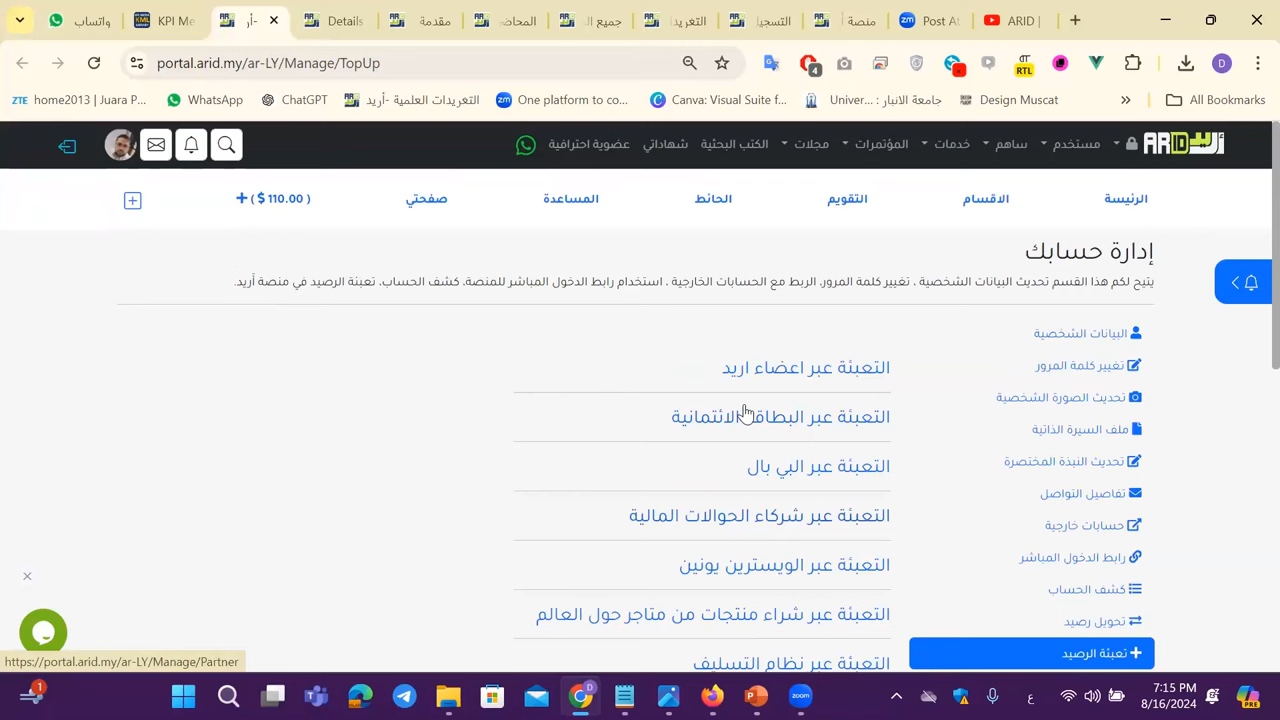 واتساب
KPI Me
أر-
Details
مقدمة
المحاض
جميع ال
التغريدا
التسجيل
منصة
Post At
ARID |
portal.arid.my/ar-LY/Manage/TopUp
home2013 | Juara P...
WhatsApp
ChatGPT
التغريدات العلمية -أريد
One platform to co...
Canva: Visual Suite f...
Univer... : جامعة الانبار
Design Muscat
All Bookmarks
ARID أريد
مستخدم
ساهم
خدمات
المؤتمرات
مجلات
الكتب البحثية
شهاداتي
عضوية احترافية
الرئيسة
الاقسام
التقويم
الحائط
المساعدة
صفحتي
( $ 110.00 ) +
إدارة حسابك
يتيح لكم هذا القسم تحديث البيانات الشخصية ، تغيير كلمة المرور، الربط مع الحسابات الخارجية ، استخدام رابط الدخول المباشر للمنصة، كشف الحساب، تعبئة الرصيد في منصة أريد.
البيانات الشخصية
تغيير كلمة المرور
تحديث الصورة الشخصية
ملف السيرة الذاتية
تحديث النبذة المختصرة
تفاصيل التواصل
حسابات خارجية
رابط الدخول المباشر
كشف الحساب
تحويل رصيد
تعبئة الرصيد
التعبئة عبر اعضاء اريد
التعبئة عبر البطاقة الائتمانية
التعبئة عبر البي بال
التعبئة عبر شركاء الحوالات المالية
التعبئة عبر الويسترين يونين
التعبئة عبر شراء منتجات من متاجر حول العالم
التعبئة عبر نظام التسليف
https://portal.arid.my/ar-LY/Manage/Partner
7:15 PM
8/16/2024